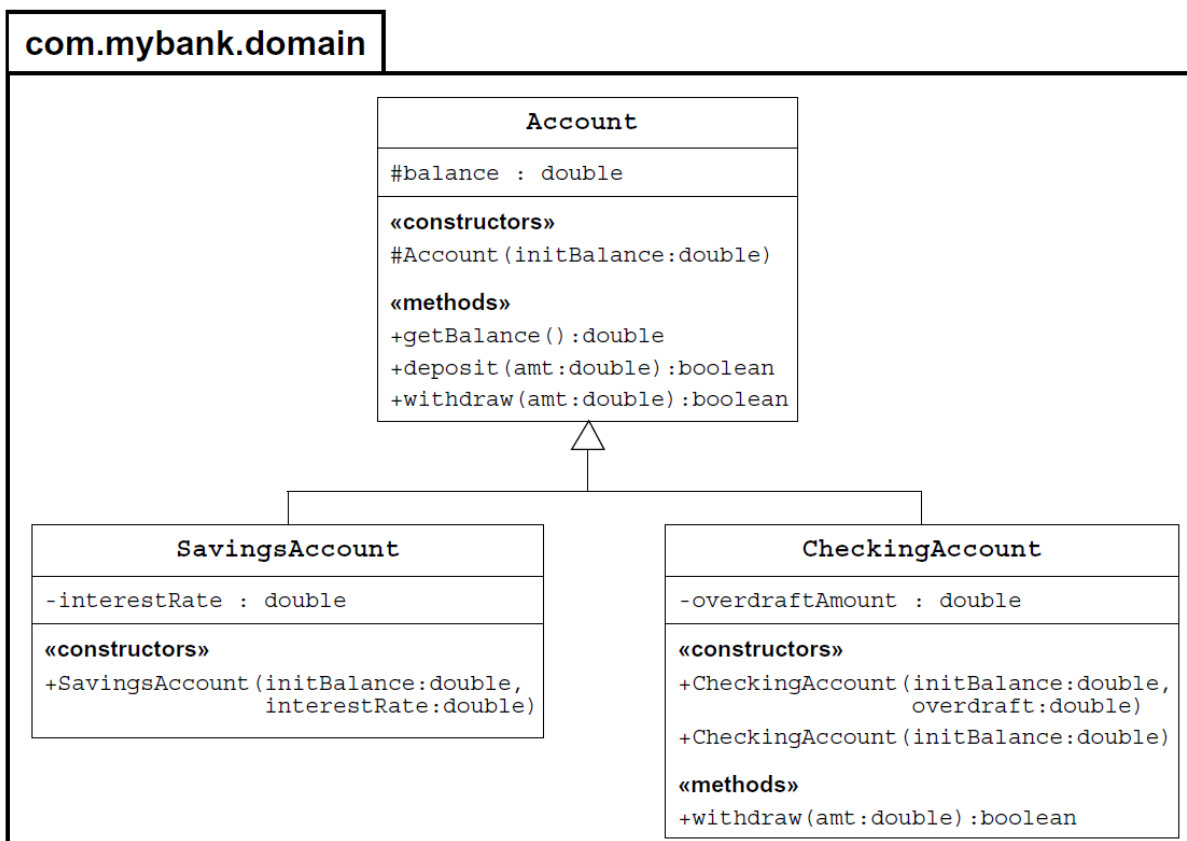 com.mybank.domain
Account
#balance : double
«constructors»
#Account(initBalance:double)
«methods»
+getBalance():double
+deposit(amt:double):boolean
+withdraw(amt:double):boolean
SavingsAccount
-interestRate : double
«constructors»
+SavingsAccount(initBalance:double,
interestRate:double)
CheckingAccount
-overdraftAmount : double
«constructors»
+CheckingAccount(initBalance:double,
overdraft:double)
+CheckingAccount(initBalance:double)
«methods»
+withdraw(amt:double):boolean